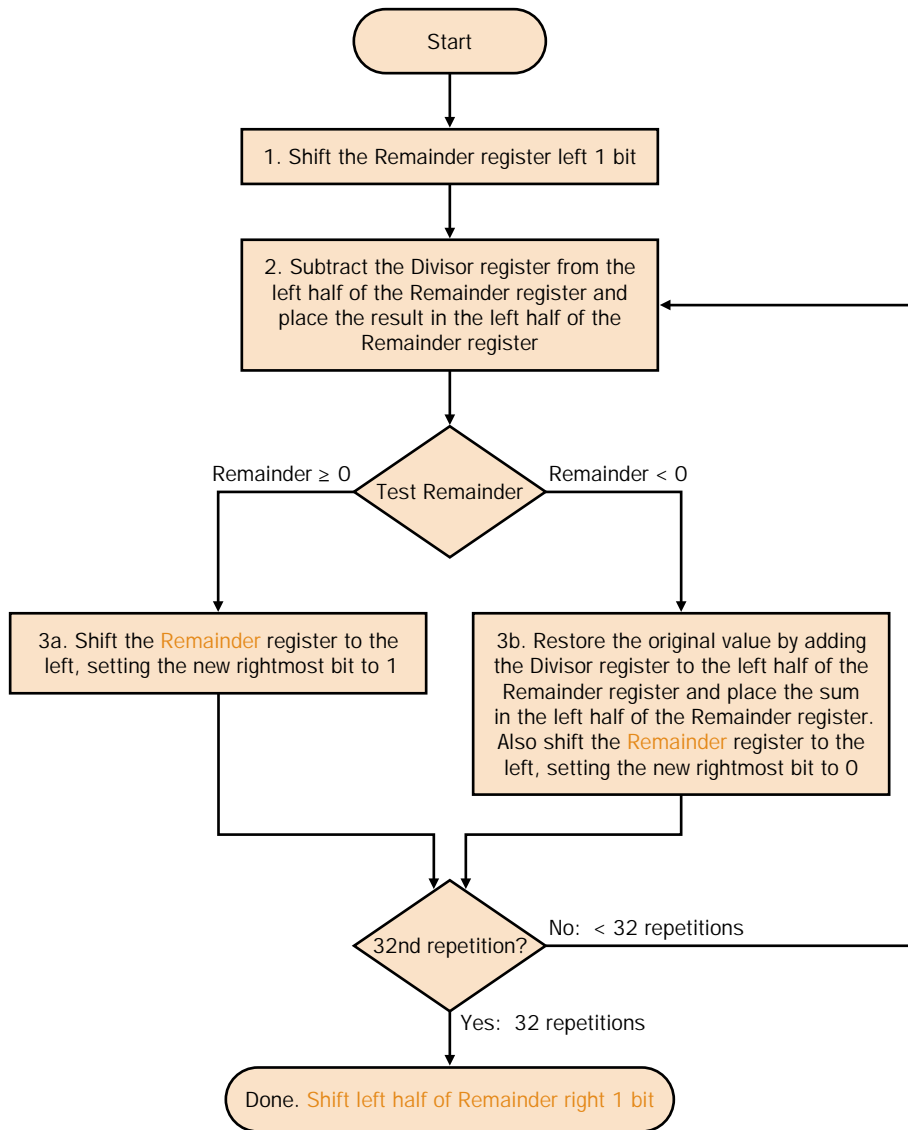 Start
1. Shift the Remainder register left 1 bit
2. Subtract the Divisor register from the
left half of the Remainder register and
place the result in the left half of the
Remainder register
Remainder ≥ 0
Test Remainder
Remainder < 0
3a. Shift the Remainder register to the
left, setting the new rightmost bit to 1
3b. Restore the original value by adding
the Divisor register to the left half of the
Remainder register and place the sum
in the left half of the Remainder register.
Also shift the Remainder register to the
left, setting the new rightmost bit to 0
32nd repetition?
No: < 32 repetitions
Yes: 32 repetitions
Done. Shift left half of Remainder right 1 bit